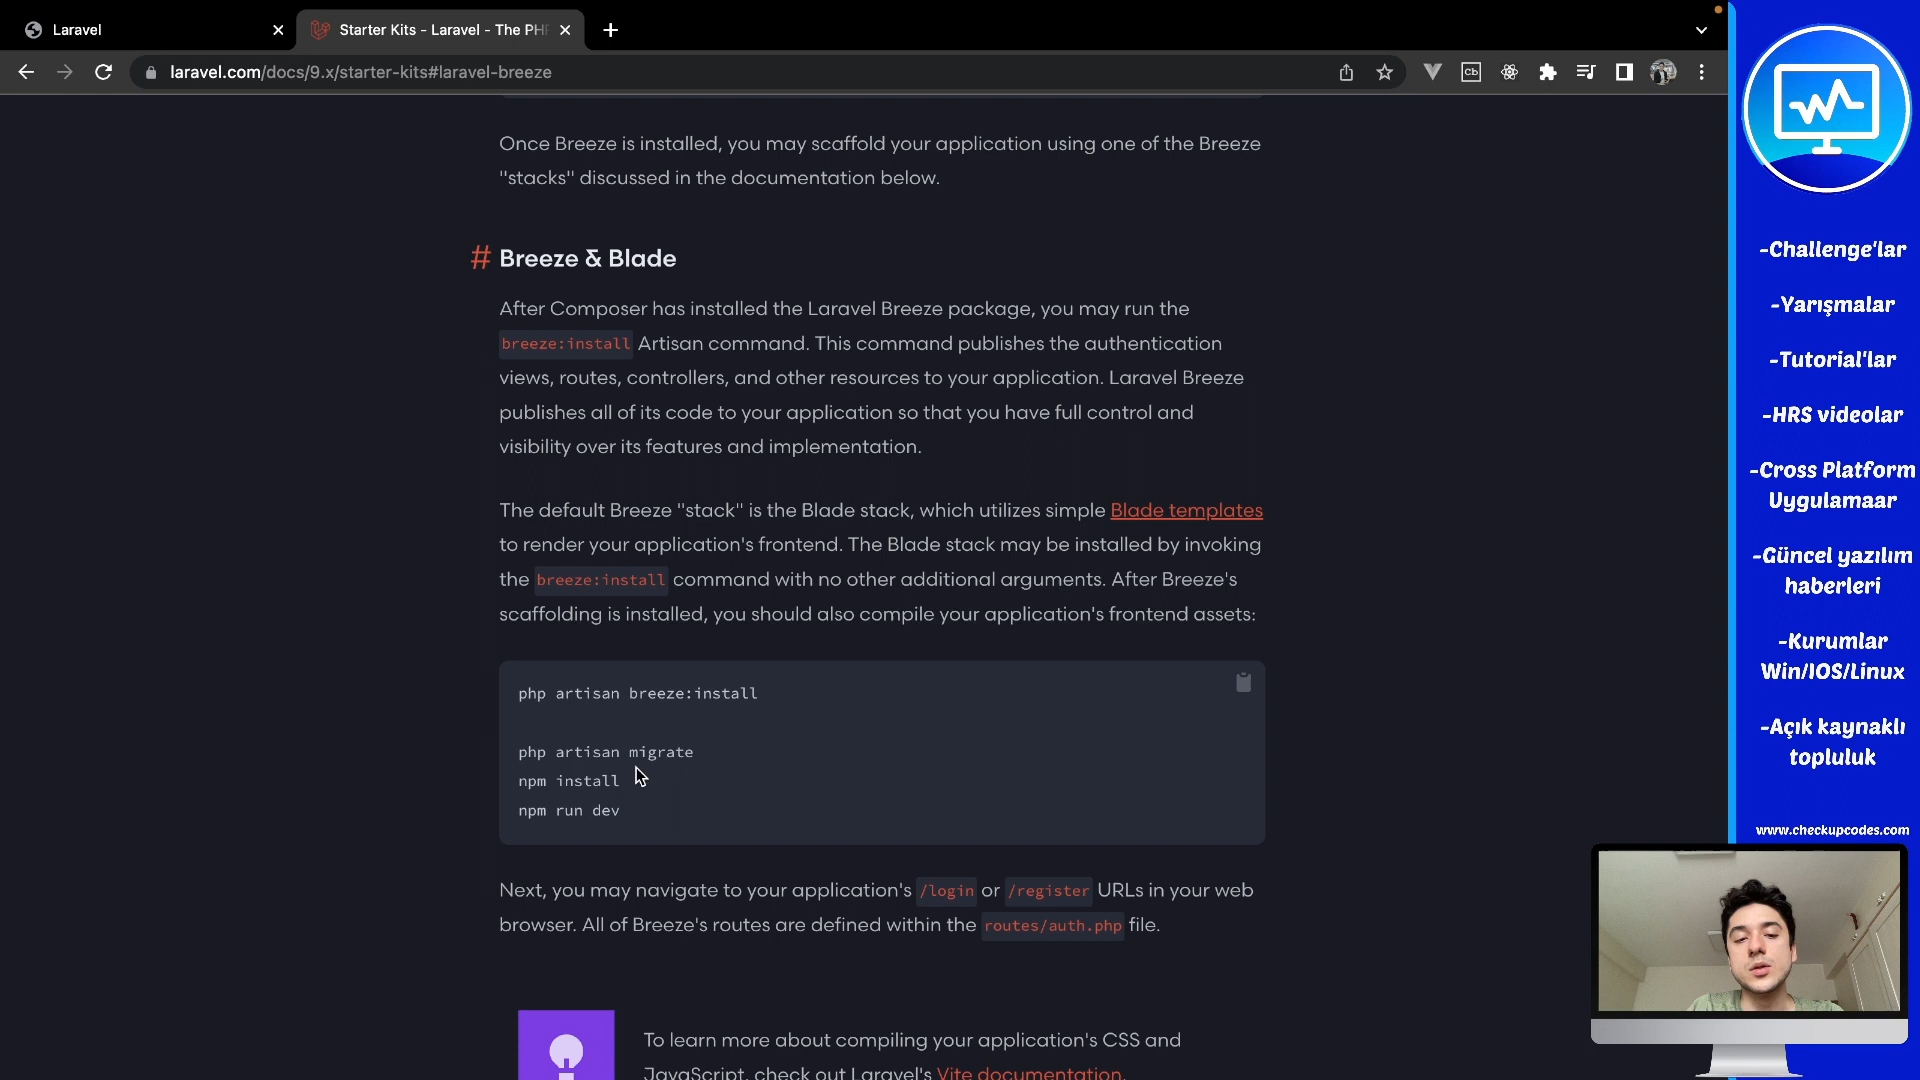 Laravel
Starter Kits - Laravel - The PH
laravel.com/docs/9.x/starter-kits#laravel-breeze
Cb
Once Breeze is installed, you may scaffold your application using one of the Breeze
"stacks" discussed in the documentation below.
# Breeze & Blade
After Composer has installed the Laravel Breeze package, you may run the
breeze:install Artisan command. This command publishes the authentication
views, routes, controllers, and other resources to your application. Laravel Breeze
publishes all of its code to your application so that you have full control and
visibility over its features and implementation.
The default Breeze "stack" is the Blade stack, which utilizes simple Blade templates
to render your application's frontend. The Blade stack may be installed by invoking
the breeze:install command with no other additional arguments. After Breeze's
scaffolding is installed, you should also compile your application's frontend assets:
php artisan breeze:install
php artisan migrate
npm install
npm run dev
Next, you may navigate to your application's /login or /register URLs in your web
browser. All of Breeze's routes are defined within the routes/auth.php file.
To learn more about compiling your application's CSS and
JavaScript, check out Laravel's Vite documentation.
-Challenge'lar
-Yarışmalar
-Tutorial'lar
-HRS videolar
-Cross Platform
Uygulamaar
-Güncel yazılım
haberleri
-Kurumlar
Win/IOS/Linux
-Açık kaynaklı
topluluk
www.checkupcodes.com